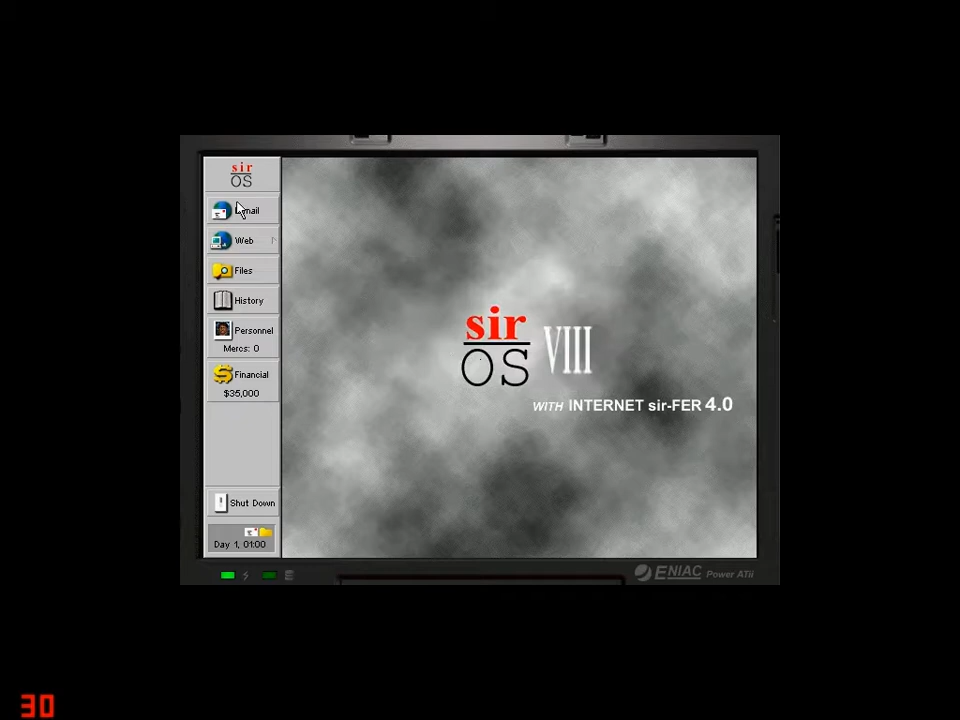 sir
OS
Email
Web
Files
History
Personnel
Mercs: 0
Financial
$35,000
sir
OS VIII
WITH INTERNET sir-FER 4.0
Shut Down
Day 1, 01:00
ENIAC Power ATii
30